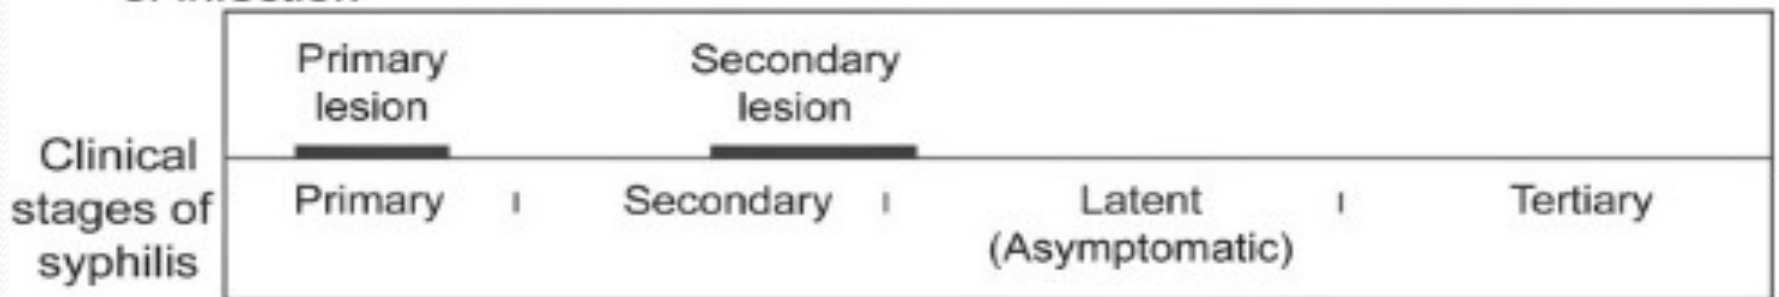 Primary
lesion
Secondary
lesion
Clinical
stages of
syphilis
Primary
Secondary
Latent
(Asymptomatic)
Tertiary